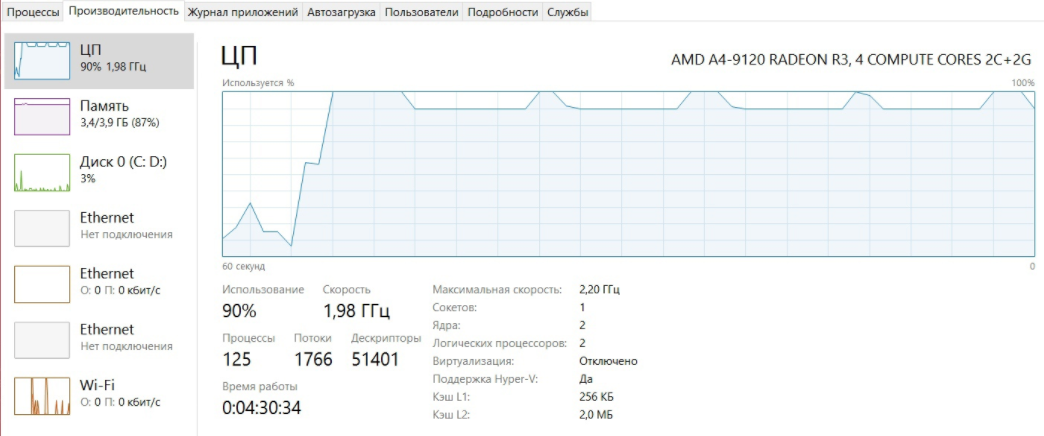 Процессы Производительность Журнал приложений Автозагрузка Пользователи Подробности Службы
ЦП
90% 1,98 ГГц
Память
3,4/3,9 ГБ (87%)
Диск 0 (C: D:)
3%
Ethernet
Нет подключения
Ethernet
О: 0 П: 0 кбит/с
Ethernet
Нет подключения
Wi-Fi
О: 0 П: 0 кбит/с
ЦП AMD A4-9120 RADEON R3, 4 COMPUTE CORES 2C+2G
Используется % 100%
60 секунд 0
Использование Скорость
90% 1,98 ГГц
Процессы Потоки Дескрипторы
125 1766 51401
Время работы
0:04:30:34
Максимальная скорость: 2,20 ГГц
Сокетов: 1
Ядра: 2
Логических процессоров: 2
Виртуализация: Отключено
Поддержка Hyper-V: Да
Кэш L1: 256 КБ
Кэш L2: 2,0 МБ